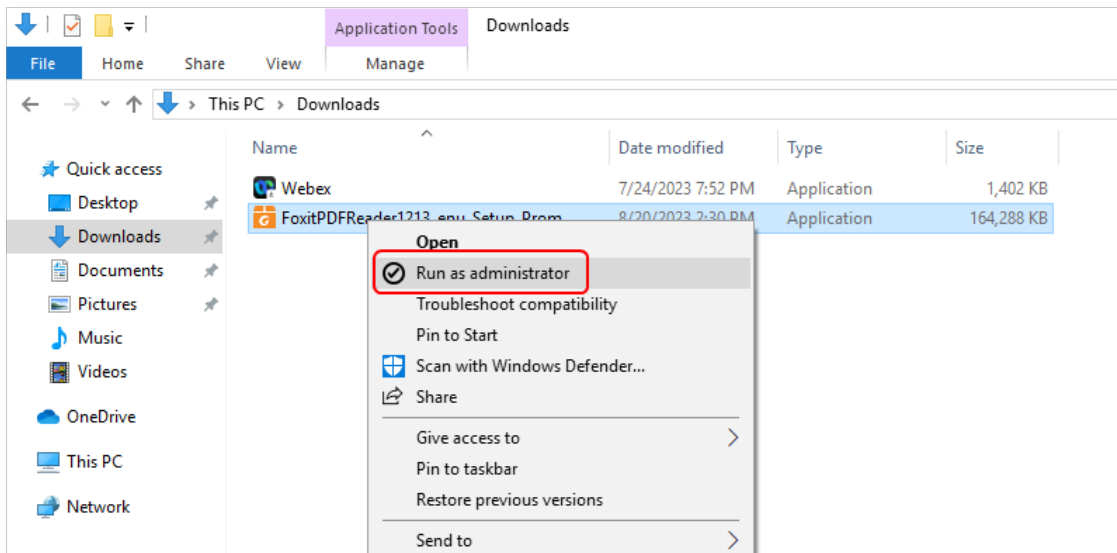 Application Tools Downloads
File Home Share View Manage
This PC > Downloads
Name Date modified Type Size
Quick access
Webex 7/24/2023 7:52 PM Application 1,402 KB
Desktop
FoxitPDFReader1213_enu_Setup_Prom 8/20/2023 2:30 PM Application 164,288 KB
Downloads
Documents
Pictures
Music
Videos
OneDrive
This PC
Network
Open
Run as administrator
Troubleshoot compatibility
Pin to Start
Scan with Windows Defender...
Share
Give access to
Pin to taskbar
Restore previous versions
Send to